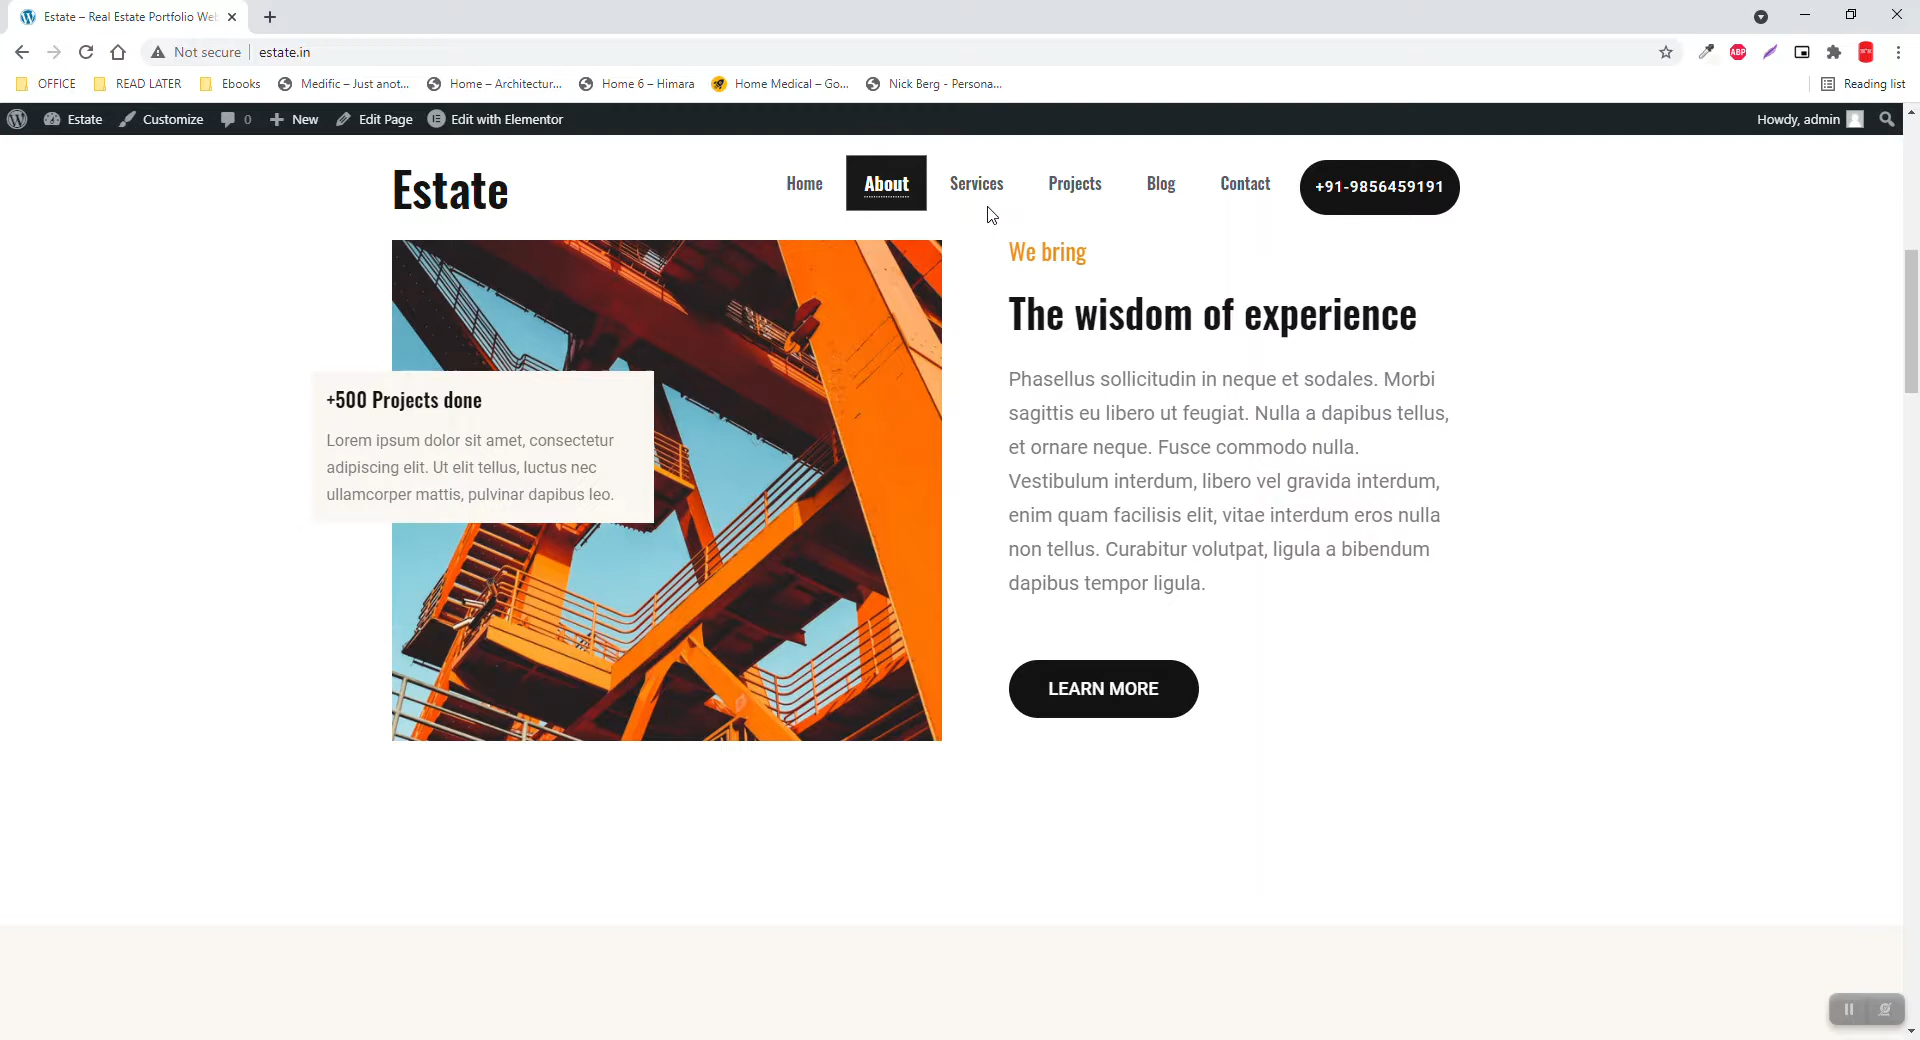 Estate – Real Estate Portfolio We
Not secure
estate.in
ABP
OFFICE
READ LATER
Ebooks
Medific – Just anot...
Home – Architectur...
Home 6 – Himara
Home Medical – Go...
Nick Berg - Persona...
Reading list
Estate
Customize
0
New
Edit Page
Edit with Elementor
Howdy, admin
Estate
Home
About
Services
Projects
Blog
Contact
+91-9856459191
+500 Projects done
Lorem ipsum dolor sit amet, consectetur
adipiscing elit. Ut elit tellus, luctus nec
ullamcorper mattis, pulvinar dapibus leo.
We bring
The wisdom of experience
Phasellus sollicitudin in neque et sodales. Morbi
sagittis eu libero ut feugiat. Nulla a dapibus tellus,
et ornare neque. Fusce commodo nulla.
Vestibulum interdum, libero vel gravida interdum,
enim quam facilisis elit, vitae interdum eros nulla
non tellus. Curabitur volutpat, ligula a bibendum
dapibus tempor ligula.
LEARN MORE